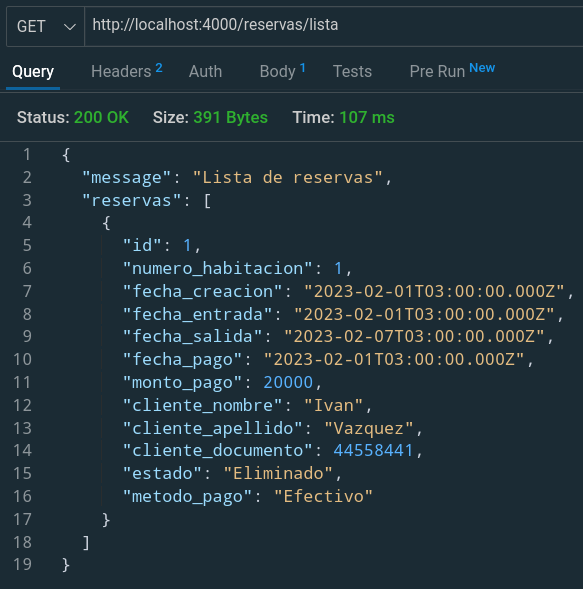 GET http://localhost:4000/reservas/lista
Query Headers 2 Auth Body 1 Tests Pre Run New
Status: 200 OK Size: 391 Bytes Time: 107 ms
1 {
2 "message": "Lista de reservas",
3 "reservas": [
4 {
5 "id": 1,
6 "numero_habitacion": 1,
7 "fecha_creacion": "2023-02-01T03:00:00.000Z",
8 "fecha_entrada": "2023-02-01T03:00:00.000Z",
9 "fecha_salida": "2023-02-07T03:00:00.000Z",
10 "fecha_pago": "2023-02-01T03:00:00.000Z",
11 "monto_pago": 20000,
12 "cliente_nombre": "Ivan",
13 "cliente_apellido": "Vazquez",
14 "cliente_documento": 44558441,
15 "estado": "Eliminado",
16 "metodo_pago": "Efectivo"
17 }
18 ]
19 }